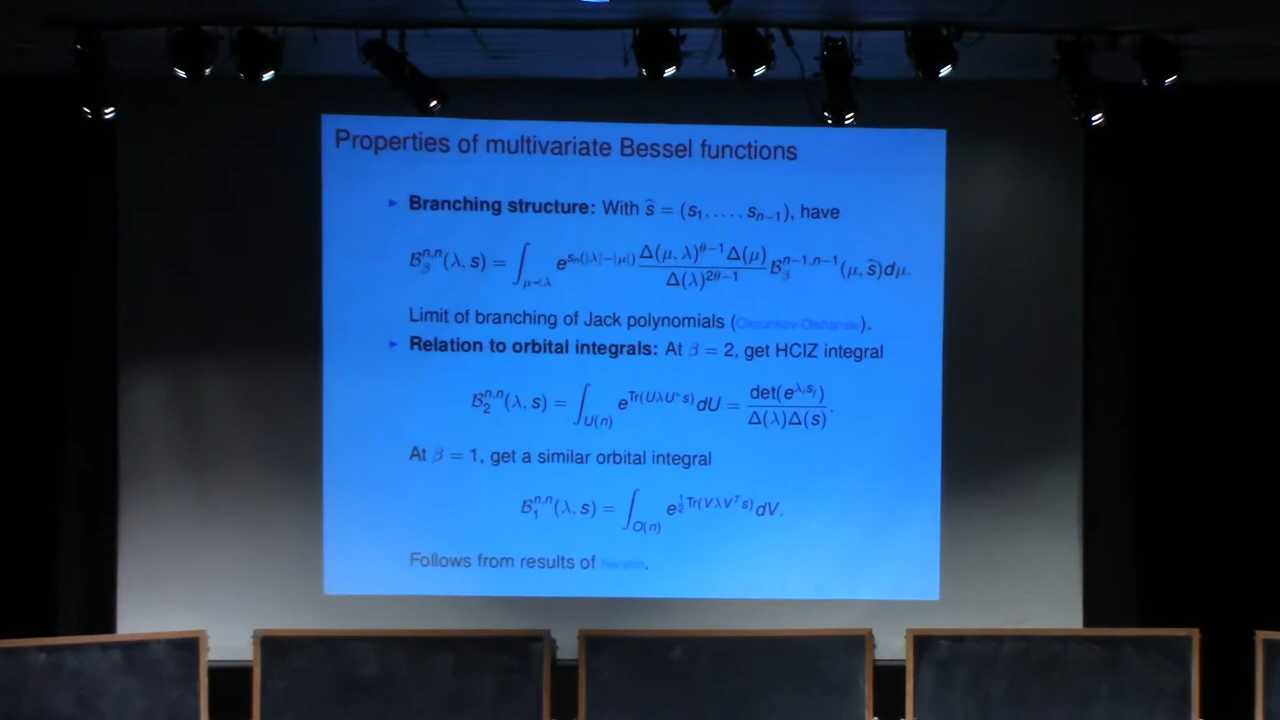 Properties of multivariate Bessel functions
▸ Branching structure: With ŝ = (s₁, . . . , sₙ₋₁), have
𝓑_β^{n,n}(λ, s) = ∫_{μ≺λ} e^{sₙ(|λ|−|μ|)} Δ(μ, λ)^{θ−1}Δ(μ) / Δ(λ)^{2θ−1} 𝓑_β^{n−1,n−1}(μ, ŝ)dμ.
Limit of branching of Jack polynomials (Okounkov-Olshanski).
▸ Relation to orbital integrals: At β = 2, get HCIZ integral
𝓑_2^{n,n}(λ, s) = ∫_{U(n)} e^{Tr(UλU*s)} dU = det(e^{λᵢsⱼ}) / Δ(λ)Δ(s).
At β = 1, get a similar orbital integral
𝓑_1^{n,n}(λ, s) = ∫_{O(n)} e^{½Tr(VλVᵀs)} dV.
Follows from results of Neretin.